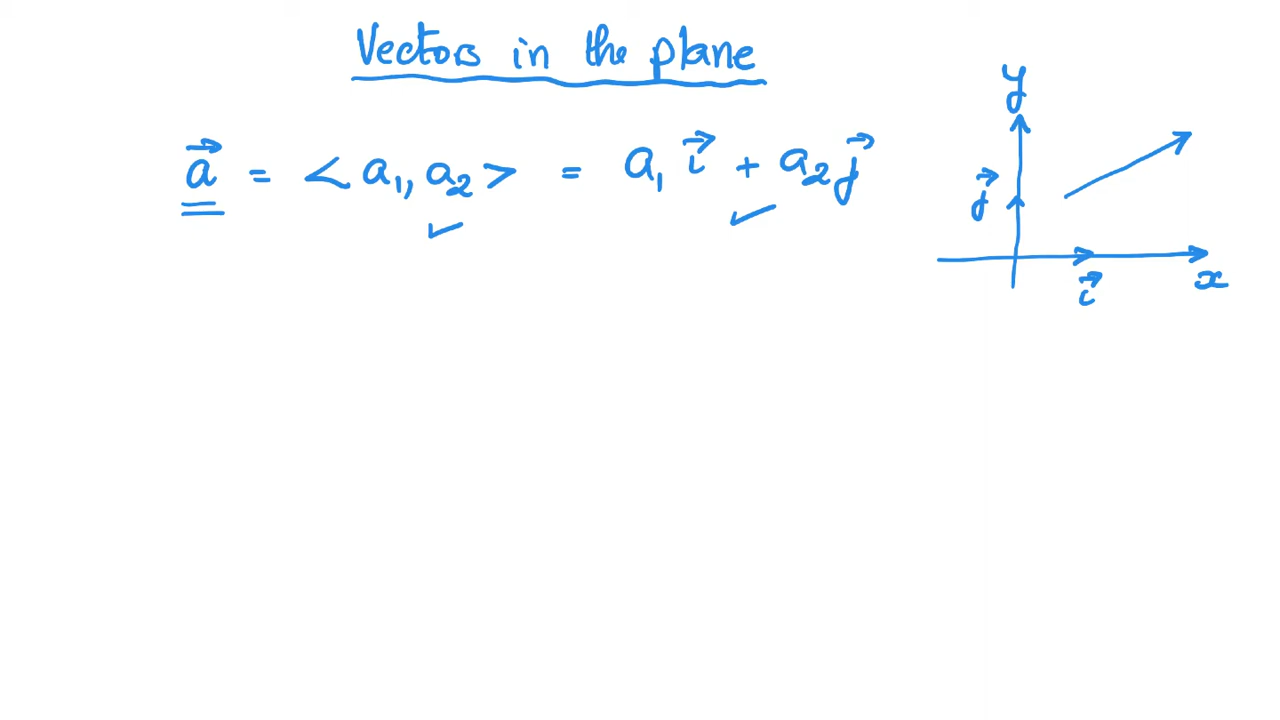 Vectors in the plane
a⃗ = < a₁, a₂ > = a₁ i⃗ + a₂ j⃗
y
j⃗
i⃗
x